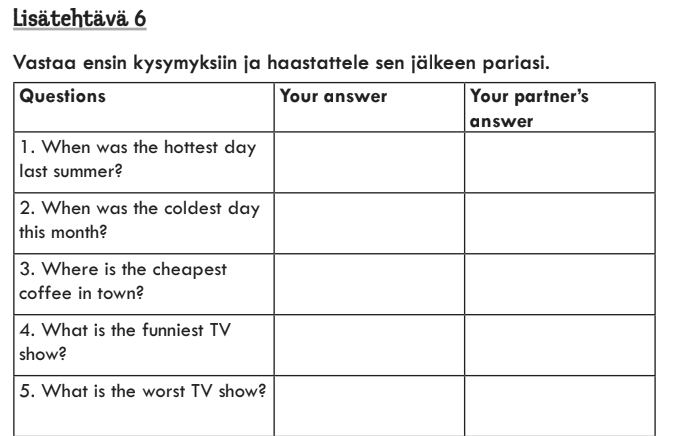 Lisätehtävä 6
Vastaa ensin kysymyksiin ja haastattele sen jälkeen pariasi.
Questions Your answer Your partner's
answer
1. When was the hottest day
last summer?
2. When was the coldest day
this month?
3. Where is the cheapest
coffee in town?
4. What is the funniest TV
show?
5. What is the worst TV show?